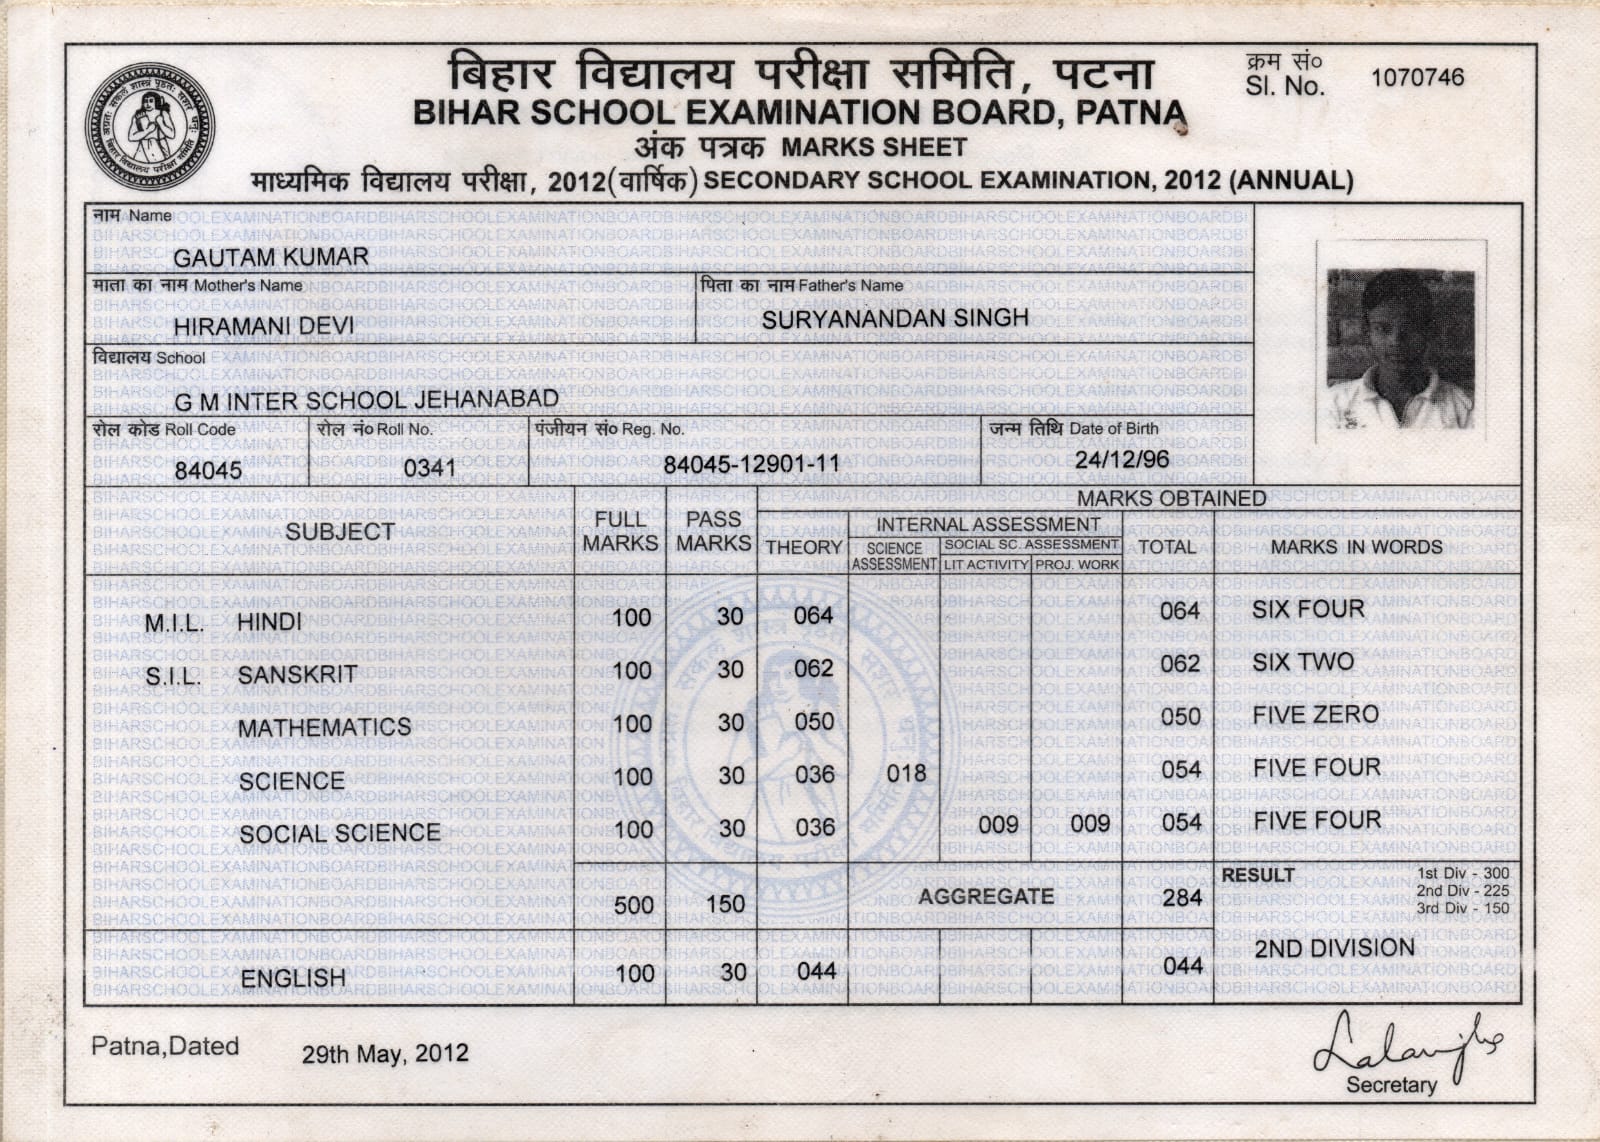 बिहार विद्यालय परीक्षा समिति, पटना
क्रम सं० 1070746
Sl. No.
BIHAR SCHOOL EXAMINATION BOARD, PATNA
अंक पत्रक MARKS SHEET
माध्यमिक विद्यालय परीक्षा, 2012(वार्षिक) SECONDARY SCHOOL EXAMINATION, 2012 (ANNUAL)
नाम Name
GAUTAM KUMAR
माता का नाम Mother's Name पिता का नाम Father's Name
HIRAMANI DEVI SURYANANDAN SINGH
विद्यालय School
G M INTER SCHOOL JEHANABAD
रोल कोड Roll Code रोल नं० Roll No. पंजीयन सं० Reg. No. जन्म तिथि Date of Birth
84045 0341 84045-12901-11 24/12/96
MARKS OBTAINED
SUBJECT FULL MARKS PASS MARKS THEORY INTERNAL ASSESSMENT TOTAL MARKS IN WORDS
SCIENCE ASSESSMENT SOCIAL SC. ASSESSMENT
LIT ACTIVITY PROJ. WORK
M.I.L. HINDI 100 30 064 064 SIX FOUR
S.I.L. SANSKRIT 100 30 062 062 SIX TWO
MATHEMATICS 100 30 050 050 FIVE ZERO
SCIENCE 100 30 036 018 054 FIVE FOUR
SOCIAL SCIENCE 100 30 036 009 009 054 FIVE FOUR
500 150 AGGREGATE 284 RESULT
1st Div - 300
2nd Div - 225
3rd Div - 150
ENGLISH 100 30 044 044 2ND DIVISION
Patna,Dated 29th May, 2012
Secretary